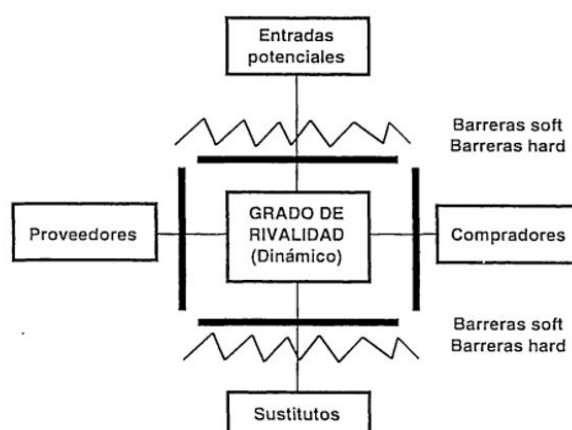 Entradas
potenciales
Barreras soft
Barreras hard
Proveedores
GRADO DE
RIVALIDAD
(Dinámico)
Compradores
Barreras soft
Barreras hard
Sustitutos